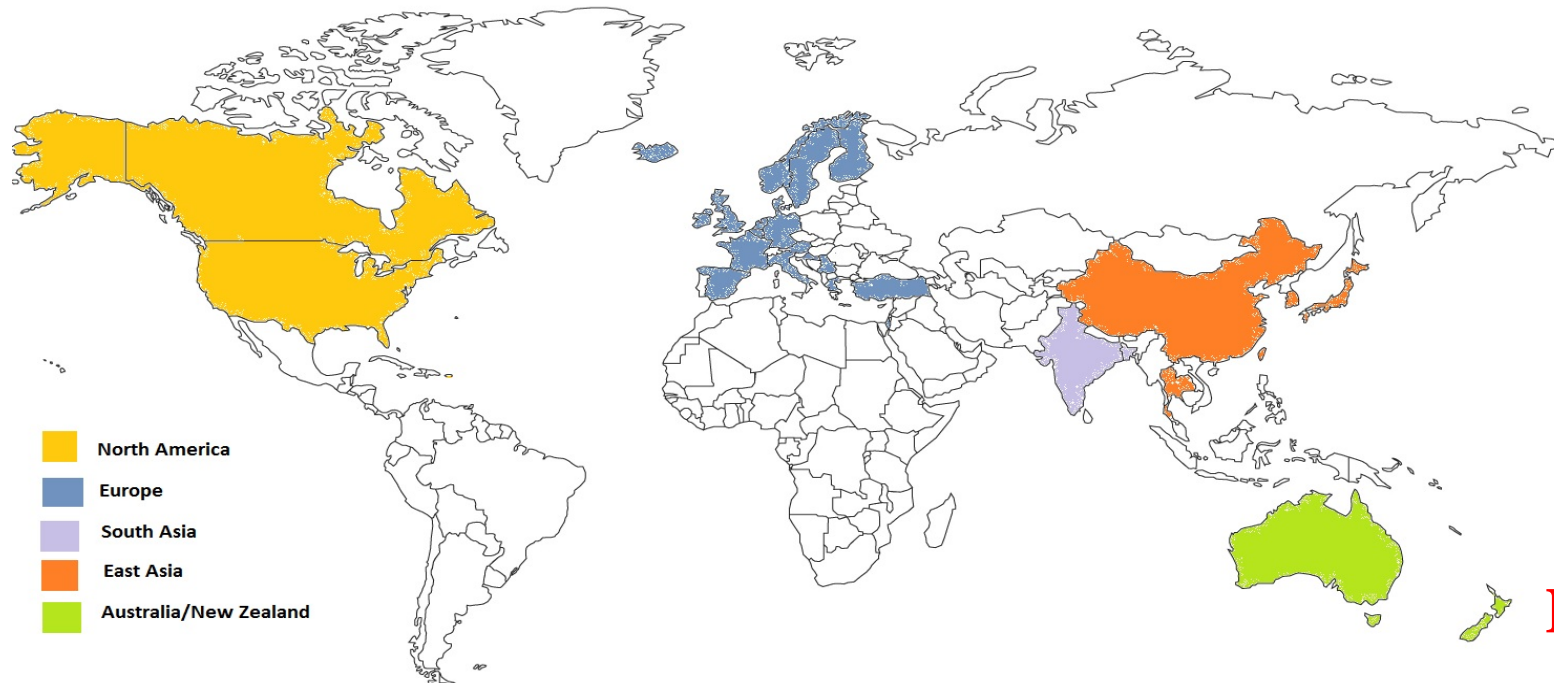 North America
Europe
South Asia
East Asia
Australia/New Zealand
]